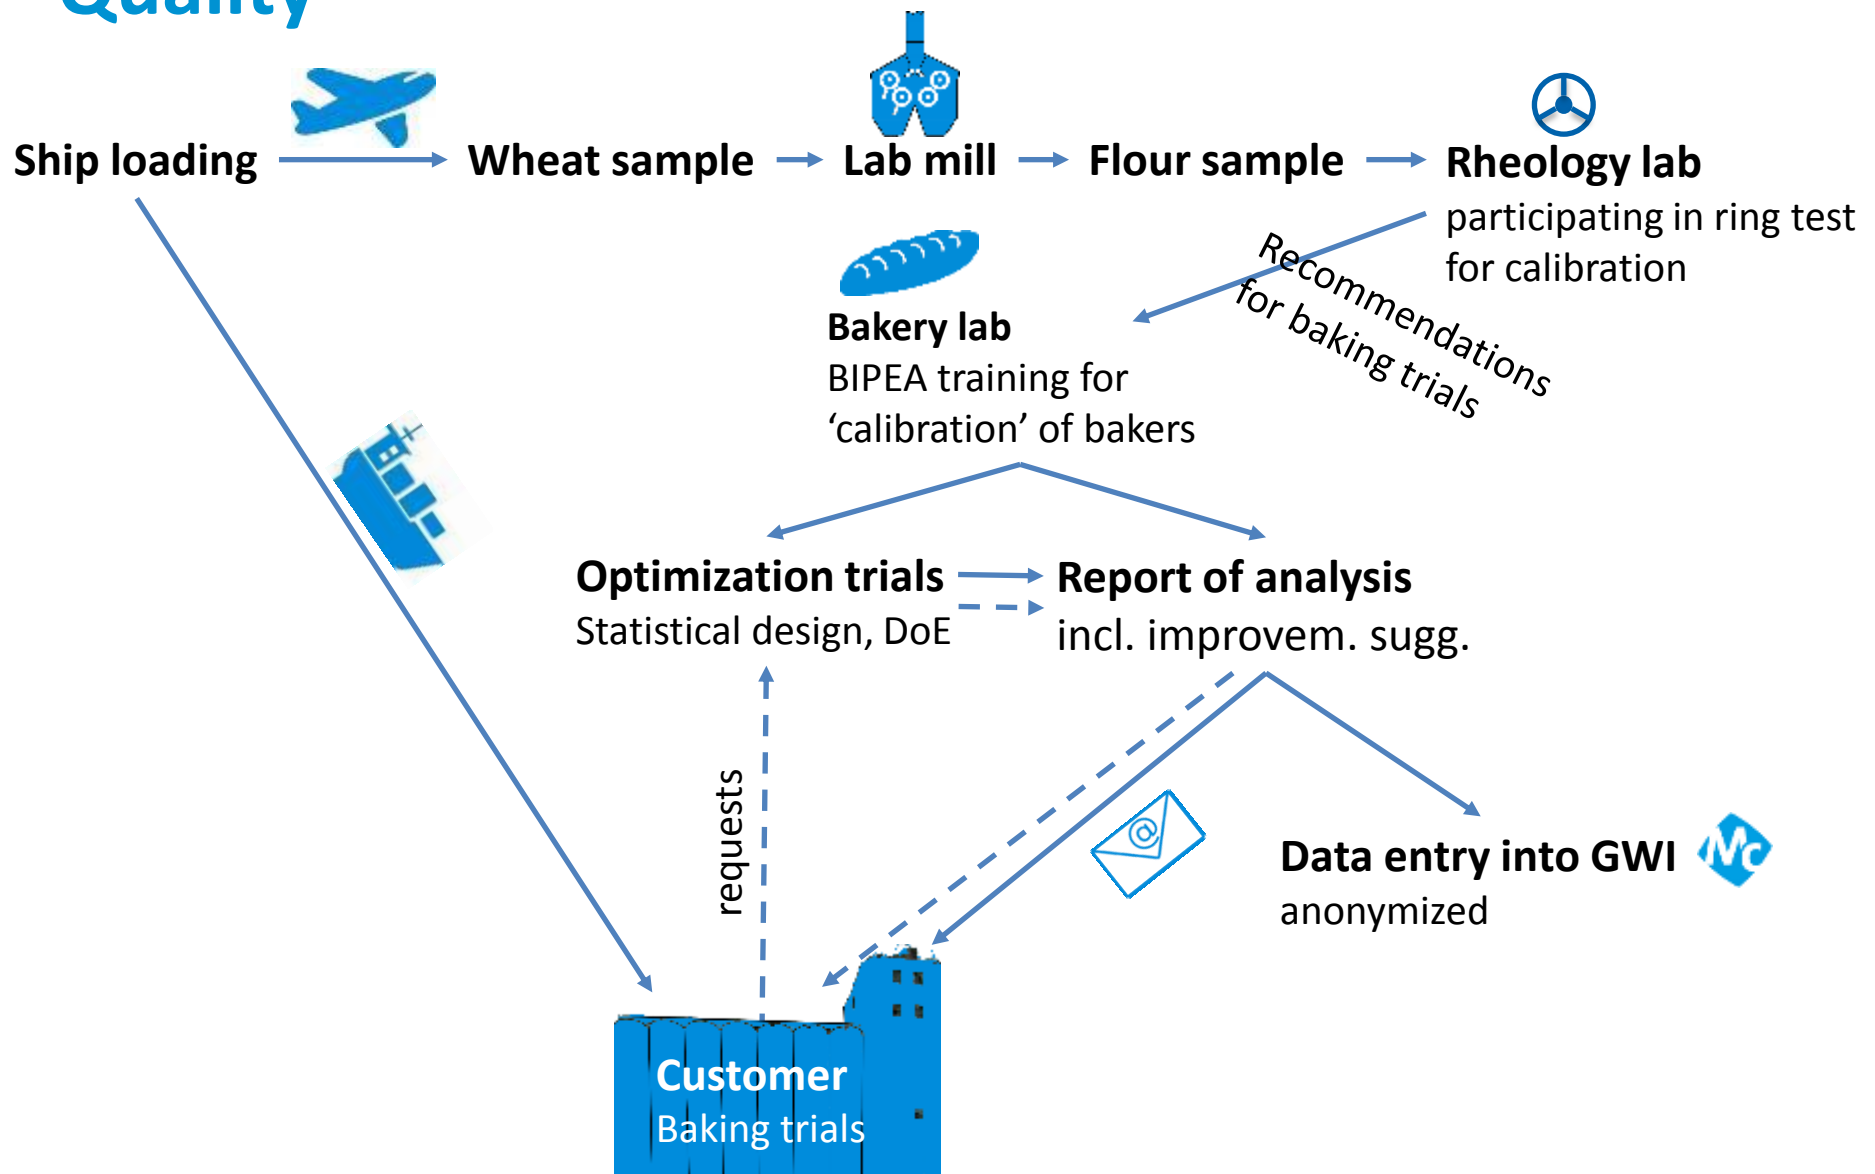 Quality
Ship loading
Wheat sample
Lab mill
Flour sample
Rheology lab
participating in ring test
for calibration
Recommendations
for baking trials
Bakery lab
BIPEA training for
‘calibration’ of bakers
Optimization trials
Statistical design, DoE
Report of analysis
incl. improvem. sugg.
requests
@
Data entry into GWI
anonymized
Mc
Customer
Baking trials